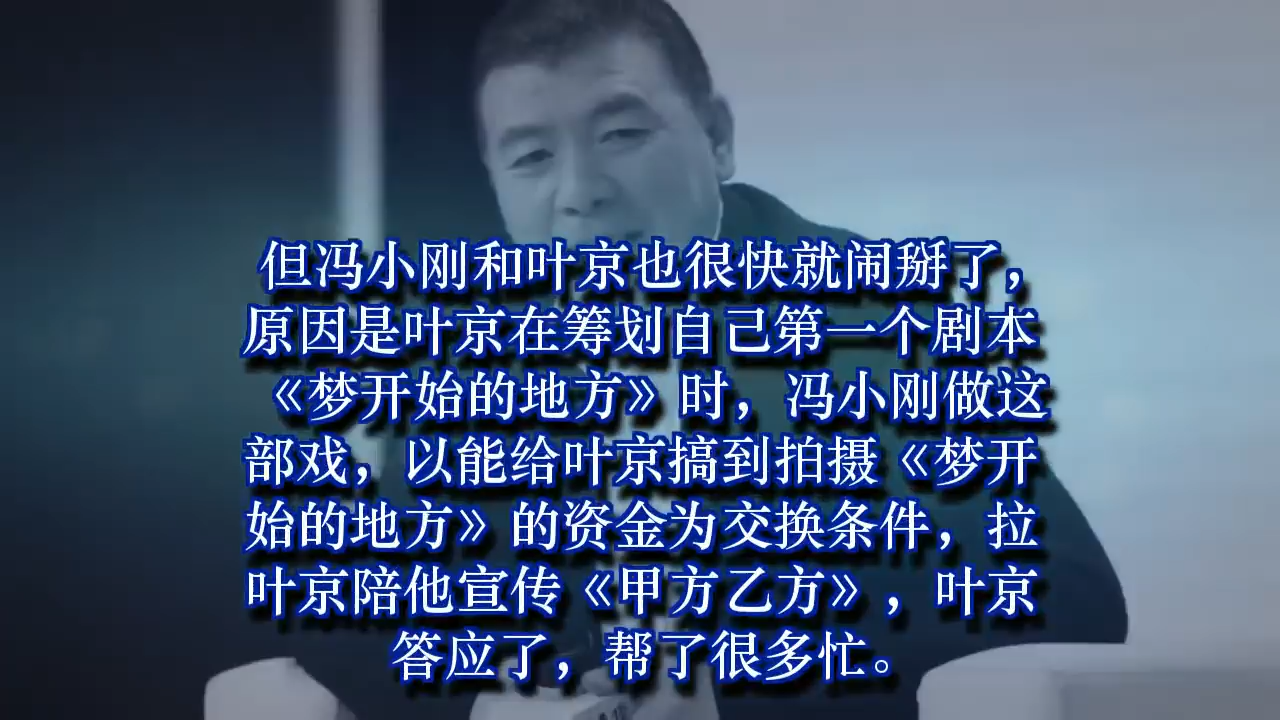 但冯小刚和叶京也很快就闹掰了，
原因是叶京在筹划自己第一个剧本
《梦开始的地方》时，冯小刚做这
部戏，以能给叶京搞到拍摄《梦开
始的地方》的资金为交换条件，拉
叶京陪他宣传《甲方乙方》，叶京
答应了，帮了很多忙。